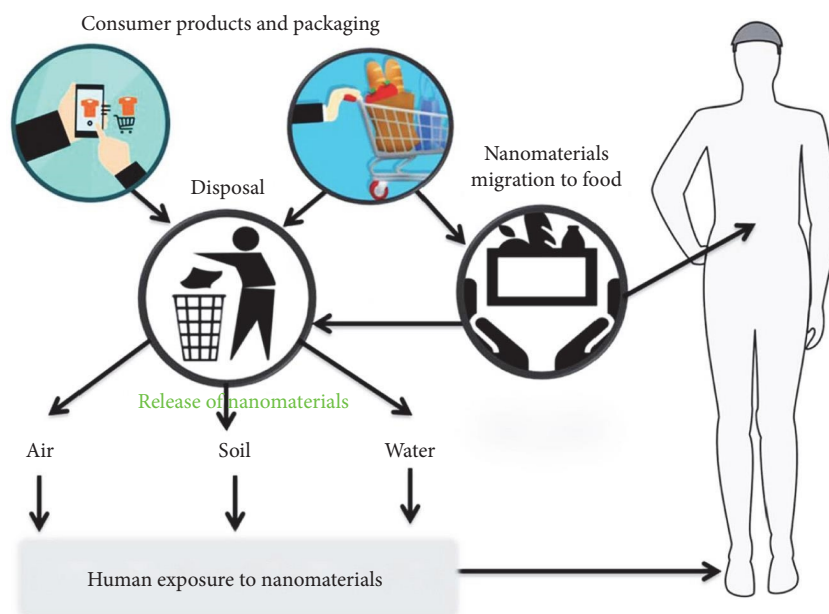 Consumer products and packaging
Nanomaterials
migration to food
Disposal
Release of nanomaterials
Air
Soil
Water
Human exposure to nanomaterials